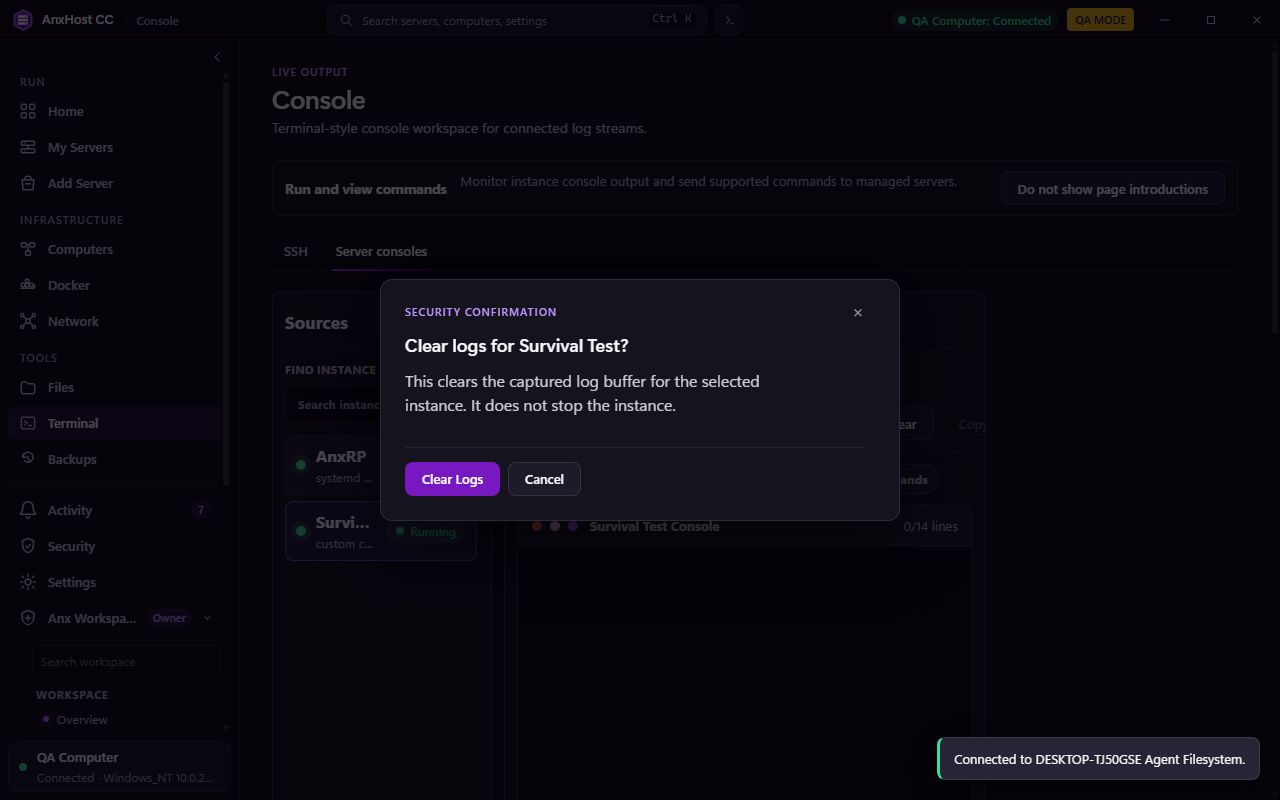 AnxHost CC · Console
Search servers, computers, settings
Ctrl K
QA Computer: Connected
QA MODE
RUN
Home
My Servers
Add Server
INFRASTRUCTURE
Computers
Docker
Network
TOOLS
Files
Terminal
Backups
Activity
7
Security
Settings
Anx Workspa...
Owner
Search workspace
WORKSPACE
Overview
QA Computer
Connected · Windows_NT 10.0.2...
LIVE OUTPUT
Console
Terminal-style console workspace for connected log streams.
Run and view commands
Monitor instance console output and send supported commands to managed servers.
Do not show page introductions
SSH
Server consoles
Sources
FIND INSTANCE
Search instanc
AnxRP
systemd ...
Survi...
custom c...
Running
SECURITY CONFIRMATION
Clear logs for Survival Test?
This clears the captured log buffer for the selected
instance. It does not stop the instance.
Clear Logs
Cancel
ear
Copy
ands
Survival Test Console
0/14 lines
Connected to DESKTOP-TJ50GSE Agent Filesystem.